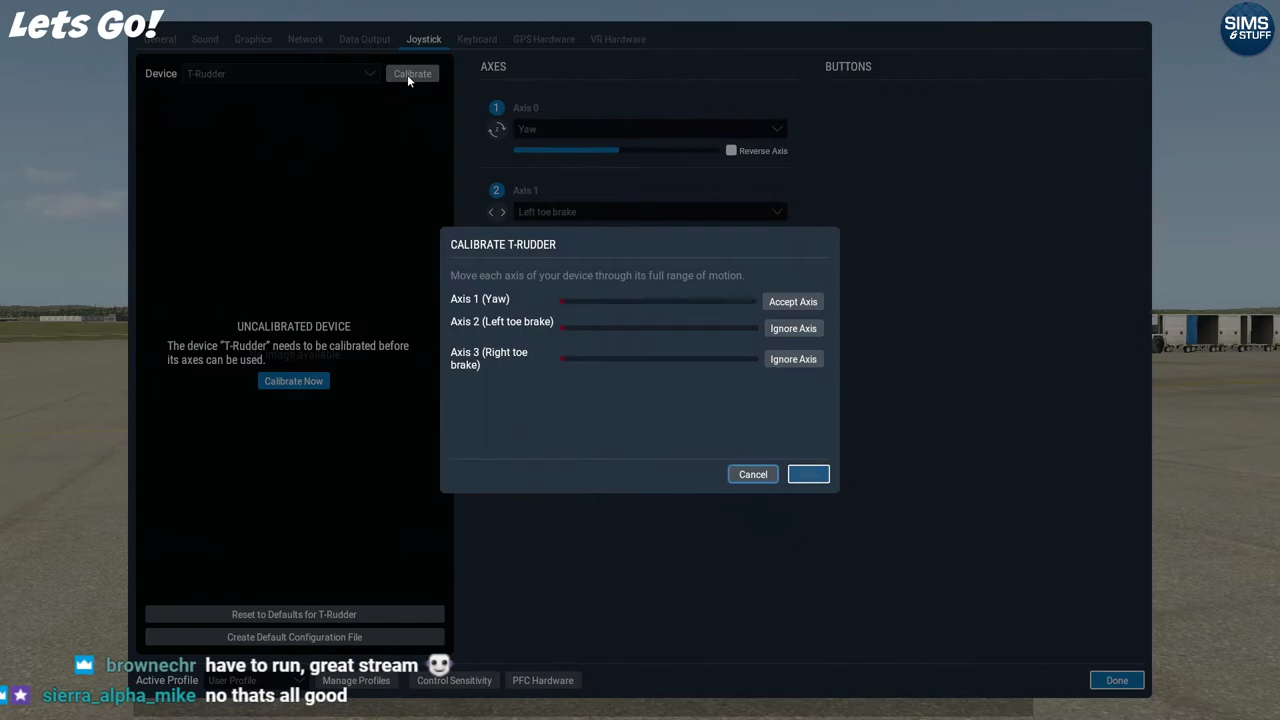 Lets Go!
SIMS
& STUFF
General Sound Graphics Network Data Output Joystick Keyboard GPS Hardware VR Hardware
Device T-Rudder Calibrate
AXES
BUTTONS
1 Axis 0
Yaw
Reverse Axis
2 Axis 1
Left toe brake
CALIBRATE T-RUDDER
Move each axis of your device through its full range of motion.
Axis 1 (Yaw) Accept Axis
Axis 2 (Left toe brake) Ignore Axis
Axis 3 (Right toe
brake) Ignore Axis
Cancel
UNCALIBRATED DEVICE
The device "T-Rudder" needs to be calibrated before
its axes can be used.
image available
Calibrate Now
Reset to Defaults for T-Rudder
Create Default Configuration File
brownechr have to run, great stream
Active Profile User Profile Manage Profiles Control Sensitivity PFC Hardware Done
sierra_alpha_mike no thats all good